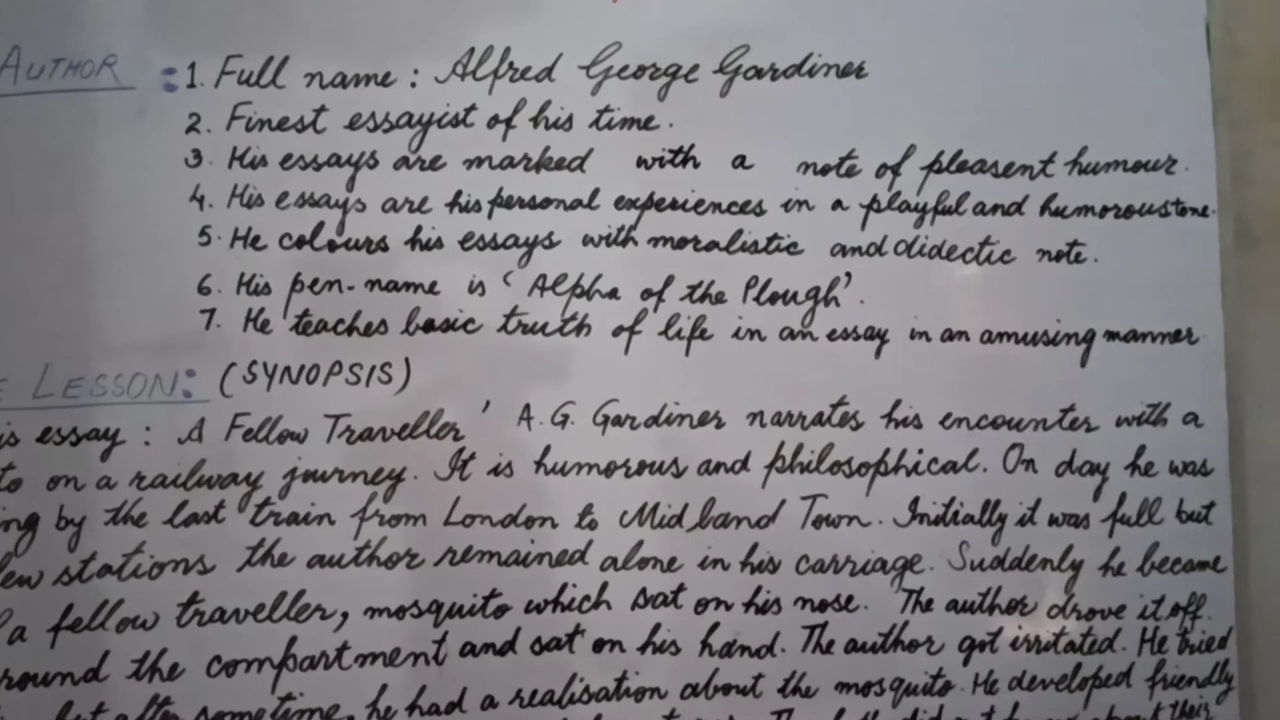 AUTHOR : 1. Full name : Alfred George Gardiner
2. Finest essayist of his time.
3. His essays are marked with a note of pleasent humour.
4. His essays are his personal experiences in a playful and humorous tone.
5. He colours his essays with moralistic and didectic note.
6. His pen-name is ‘Alpha of the Plough’.
7. He teaches basic truth of life in an essay in an amusing manner
E LESSON: (SYNOPSIS)
is essay : A Fellow Traveller ' A.G. Gardiner narrates his encounter with a
to on a railway journey. It is humorous and philosophical. On day he was
ng by the last train from London to Midland Town. Initially it was full but
ew stations the author remained alone in his carriage. Suddenly he became
a fellow traveller, mosquito which sat on his nose. The author drove it off.
round the compartment and sat on his hand. The author got irritated. He tried
but after sometime, he had a realisation about the mosquito. He developed friendly